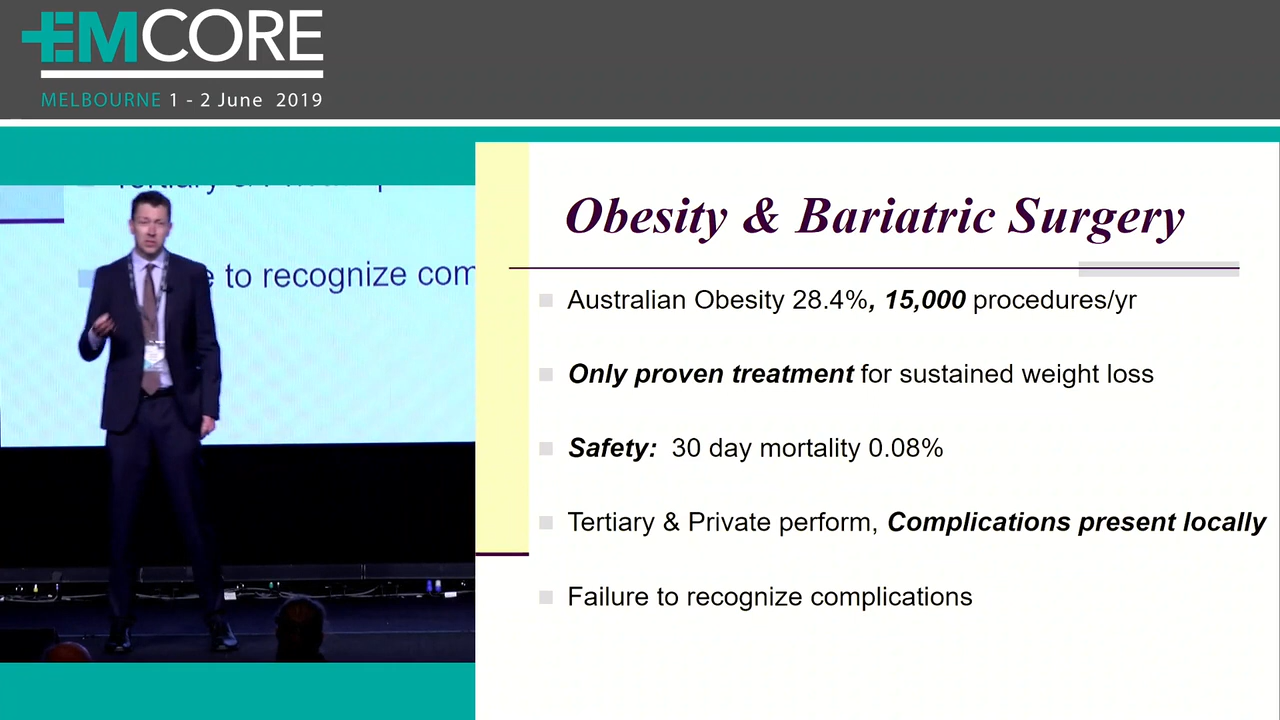 EMCORE
MELBOURNE 1 - 2 June 2019
to recognize com
Obesity & Bariatric Surgery
Australian Obesity 28.4%, 15,000 procedures/yr
Only proven treatment for sustained weight loss
Safety: 30 day mortality 0.08%
Tertiary & Private perform, Complications present locally
Failure to recognize complications